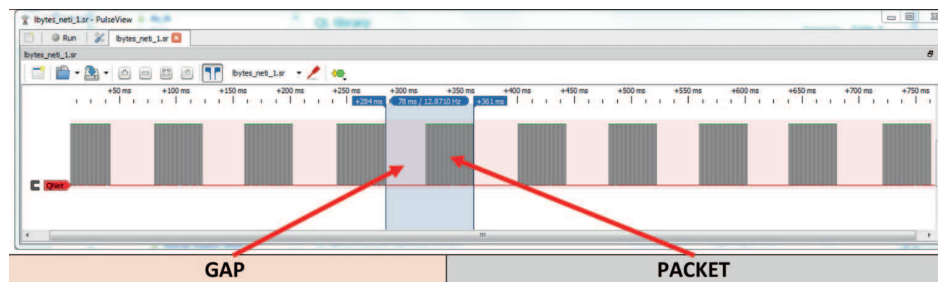 lbytes_neti_1.sr - PulseView
Qt library
Run lbytes_neti_1.sr
lbytes_neti_1.sr
lbytes_neti_1.sr
+50 ms +100 ms +150 ms +200 ms +250 ms +300 ms +350 ms +400 ms +450 ms +500 ms +550 ms +600 ms +650 ms +700 ms +750 ms
+284 ms 78 ms / 12.8710 Hz +361 ms
QNet
GAP PACKET